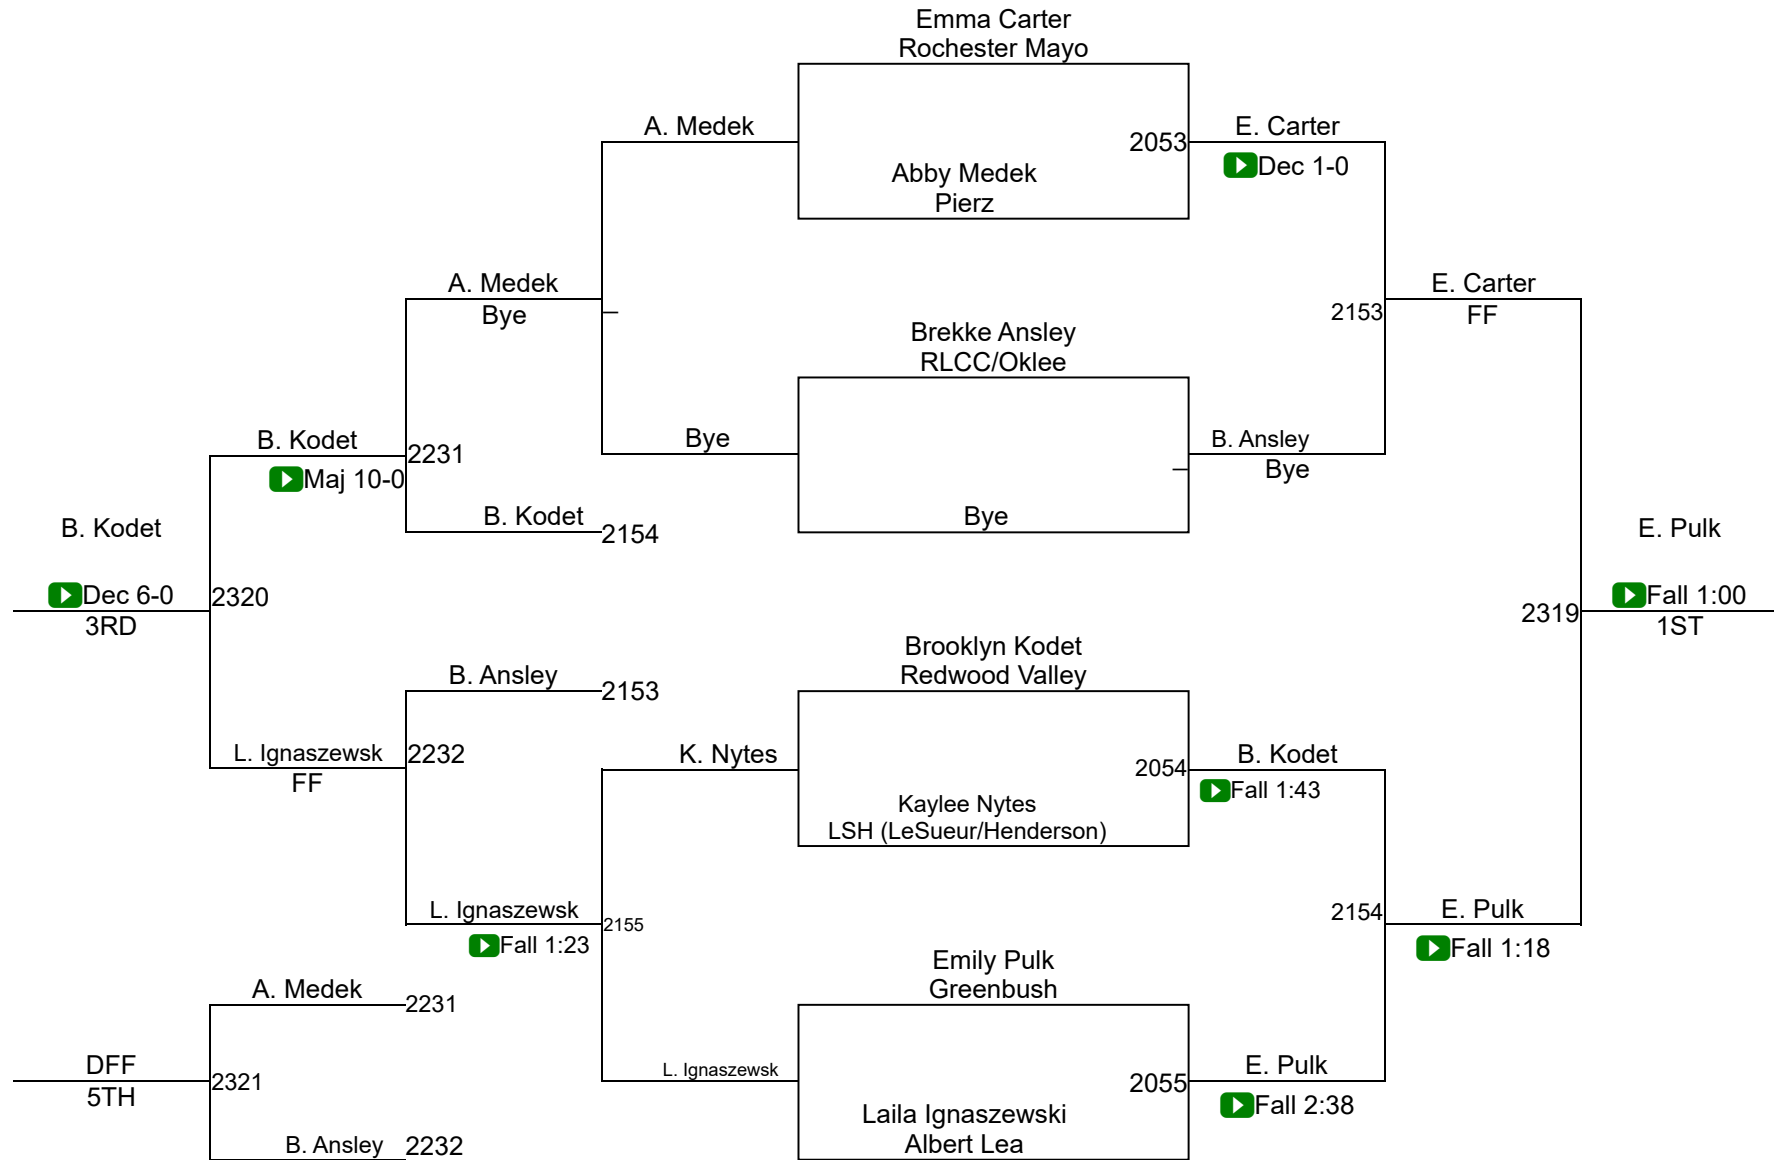 Emma Carter
Rochester Mayo
A. Medek
2053
E. Carter
Dec 1-0
Abby Medek
Pierz
A. Medek
Bye
2153
E. Carter
FF
Brekke Ansley
RLCC/Oklee
B. Kodet
2231
Maj 10-0
Bye
B. Ansley
Bye
B. Kodet
2154
Bye
B. Kodet
Dec 6-0
3RD
2320
E. Pulk
Fall 1:00
1ST
2319
Brooklyn Kodet
Redwood Valley
B. Ansley
2153
L. Ignaszewsk
FF
2232
K. Nytes
2054
B. Kodet
Fall 1:43
Kaylee Nytes
LSH (LeSueur/Henderson)
L. Ignaszewsk
Fall 1:23
2155
2154
E. Pulk
Fall 1:18
Emily Pulk
Greenbush
A. Medek
2231
DFF
5TH
2321
L. Ignaszewsk
2055
E. Pulk
Fall 2:38
Laila Ignaszewski
Albert Lea
B. Ansley
2232